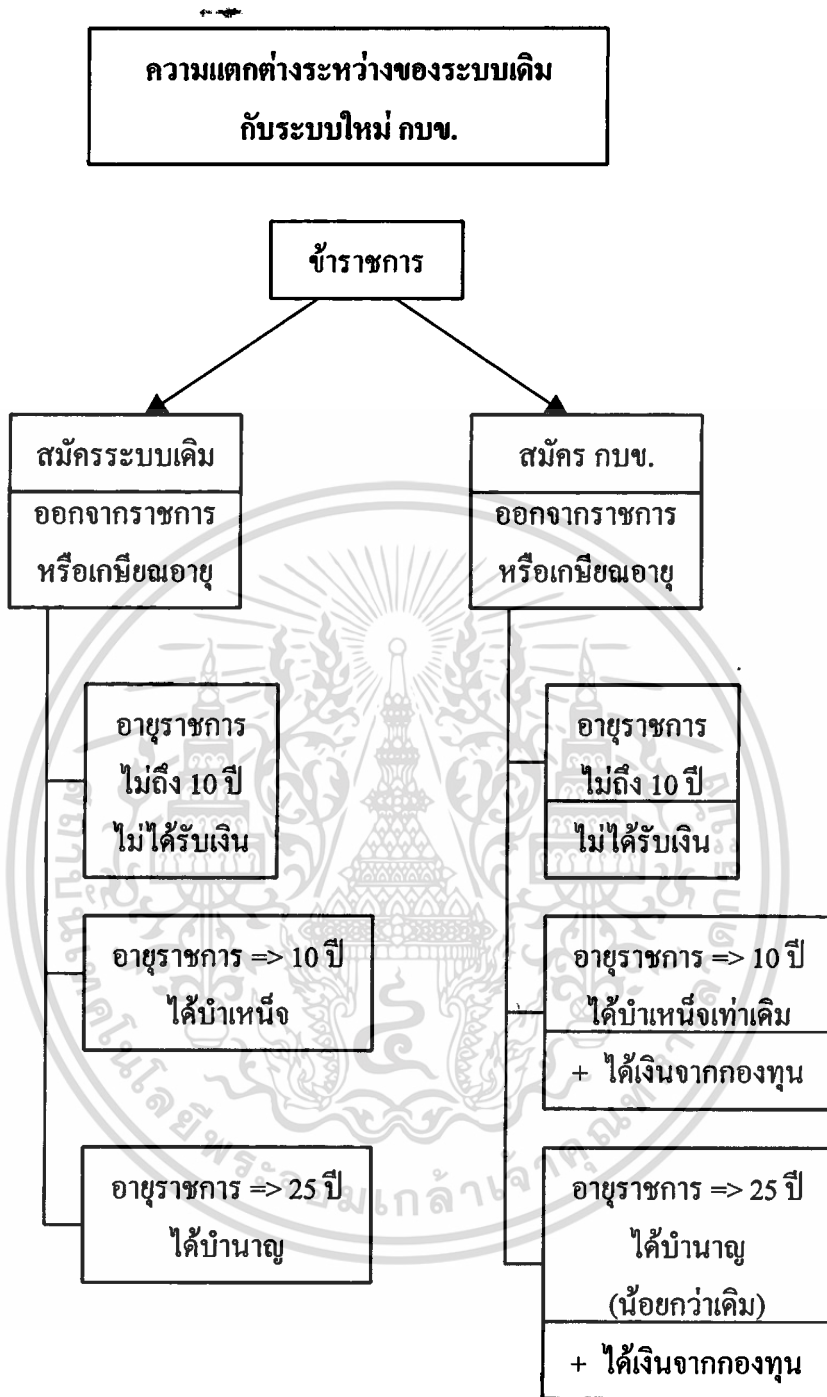 ความแตกต่างระหว่างของระบบเดิม
กับระบบใหม่ กบข.
ข้าราชการ
สมัครระบบเดิม
ออกจากราชการ
หรือเกษียณอายุ
อายุราชการ
ไม่ถึง 10 ปี
ไม่ได้รับเงิน
อายุราชการ => 10 ปี
ได้บำเหน็จ
อายุราชการ => 25 ปี
ได้บำนาญ
สมัคร กบข.
ออกจากราชการ
หรือเกษียณอายุ
อายุราชการ
ไม่ถึง 10 ปี
ไม่ได้รับเงิน
อายุราชการ => 10 ปี
ได้บำเหน็จเท่าเดิม
+ ได้เงินจากกองทุน
อายุราชการ => 25 ปี
ได้บำนาญ
(น้อยกว่าเดิม)
+ ได้เงินจากกองทุน